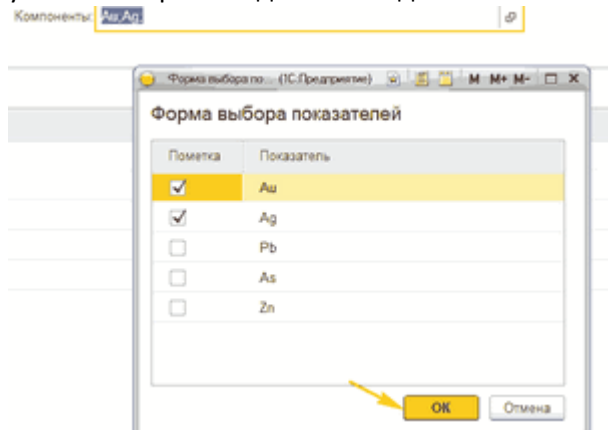 Компоненты: Au;Ag;
Форма выбора по... (1С:Предприятие) M M+ M-
Форма выбора показателей
Пометка Показатель
Au
Ag
Pb
As
Zn
ОК Отмена